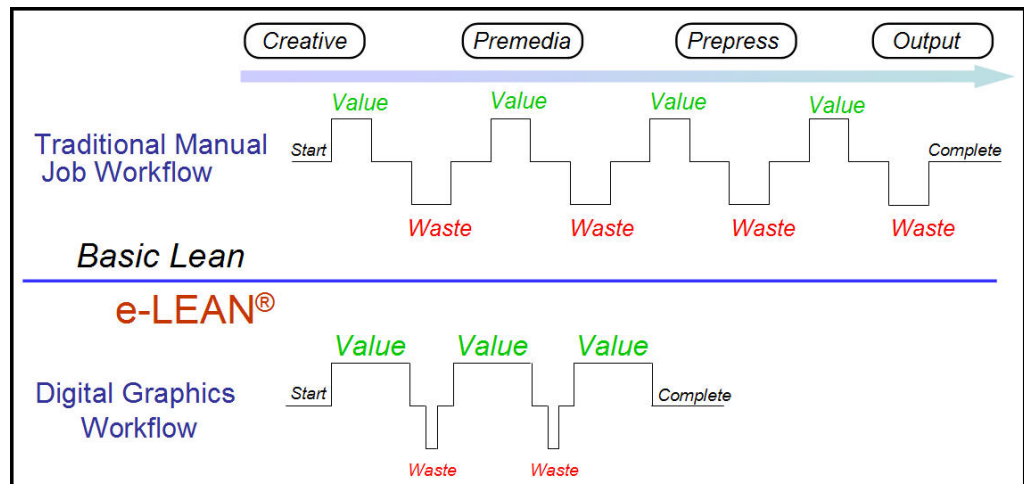 Creative Premedia Prepress Output
Value Value Value Value
Traditional Manual
Job Workflow
Start
Complete
Waste Waste Waste Waste
Basic Lean
e-LEAN®
Value Value Value
Digital Graphics
Workflow
Start
Complete
Waste Waste